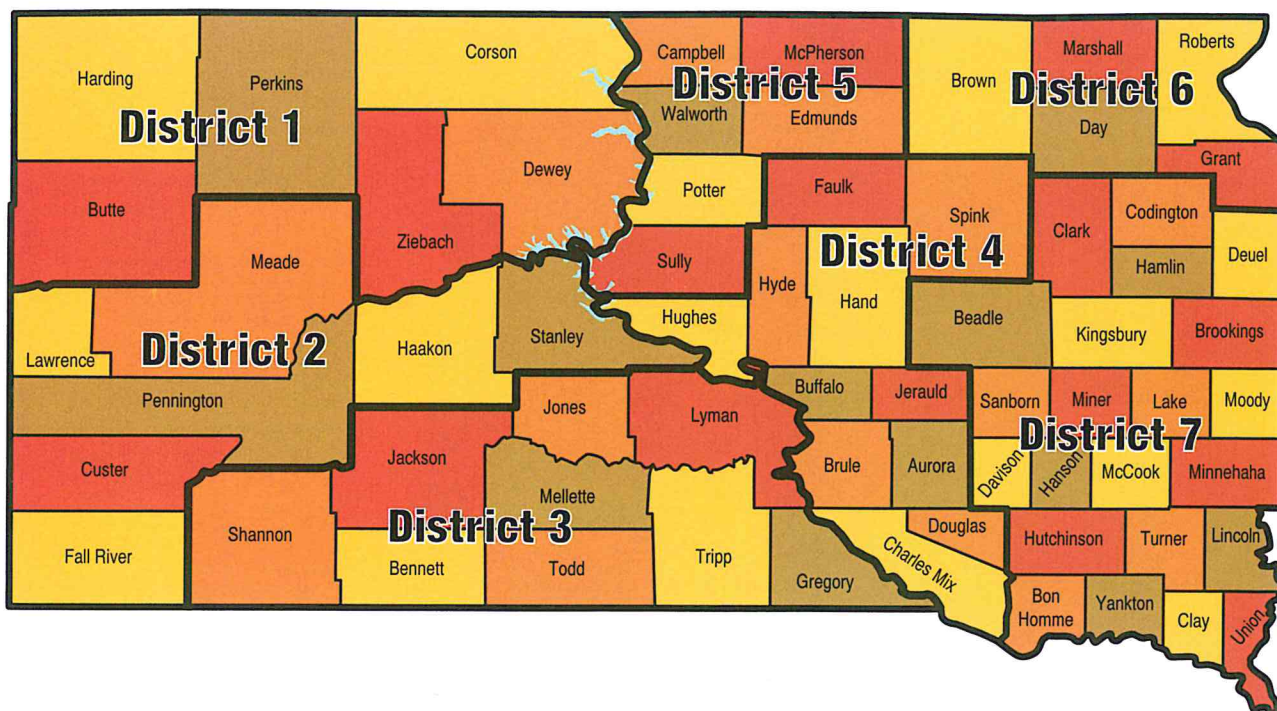 Harding
Perkins
Corson
Campbell
McPherson
Brown
Marshall
Roberts
District 1
District 5
District 6
Walworth
Edmunds
Day
Grant
Butte
Ziebach
Dewey
Potter
Faulk
Spink
Clark
Codington
Hamlin
Deuel
Meade
Sully
Hyde
District 4
Hand
Lawrence
District 2
Haakon
Stanley
Hughes
Beadle
Kingsbury
Brookings
Pennington
Jones
Lyman
Buffalo
Jerauld
Sanborn
Miner
Lake
Moody
District 7
Custer
Jackson
Mellette
Brule
Aurora
Davison
Hanson
McCook
Minnehaha
Fall River
Shannon
District 3
Bennett
Todd
Tripp
Gregory
Charles Mix
Douglas
Hutchinson
Turner
Lincoln
Bon
Homme
Yankton
Clay
Union